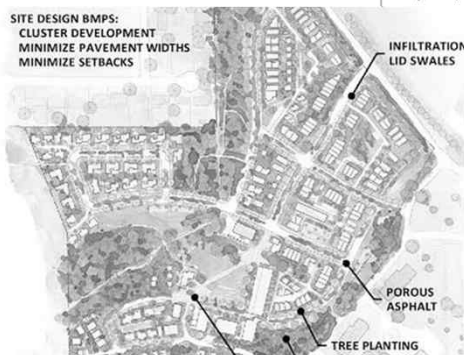 SITE DESIGN BMPS:
CLUSTER DEVELOPMENT
MINIMIZE PAVEMENT WIDTHS
MINIMIZE SETBACKS
INFILTRATION
LID SWALES
POROUS
ASPHALT
TREE PLANTING